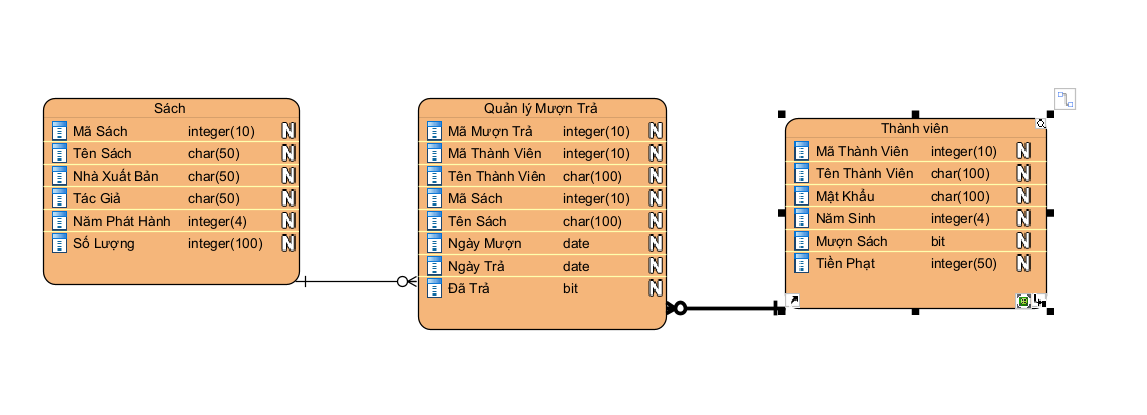 Sách
Mã Sách integer(10) N
Tên Sách char(50) N
Nhà Xuất Bản char(50) N
Tác Giả char(50) N
Năm Phát Hành integer(4) N
Số Lượng integer(100) N
Quản lý Mượn Trả
Mã Mượn Trả integer(10) N
Mã Thành Viên integer(10) N
Tên Thành Viên char(100) N
Mã Sách integer(10) N
Tên Sách char(100) N
Ngày Mượn date N
Ngày Trả date N
Đã Trả bit N
Thành viên
Mã Thành Viên integer(10) N
Tên Thành Viên char(100) N
Mật Khẩu char(100) N
Năm Sinh integer(4) N
Mượn Sách bit N
Tiền Phạt integer(50) N